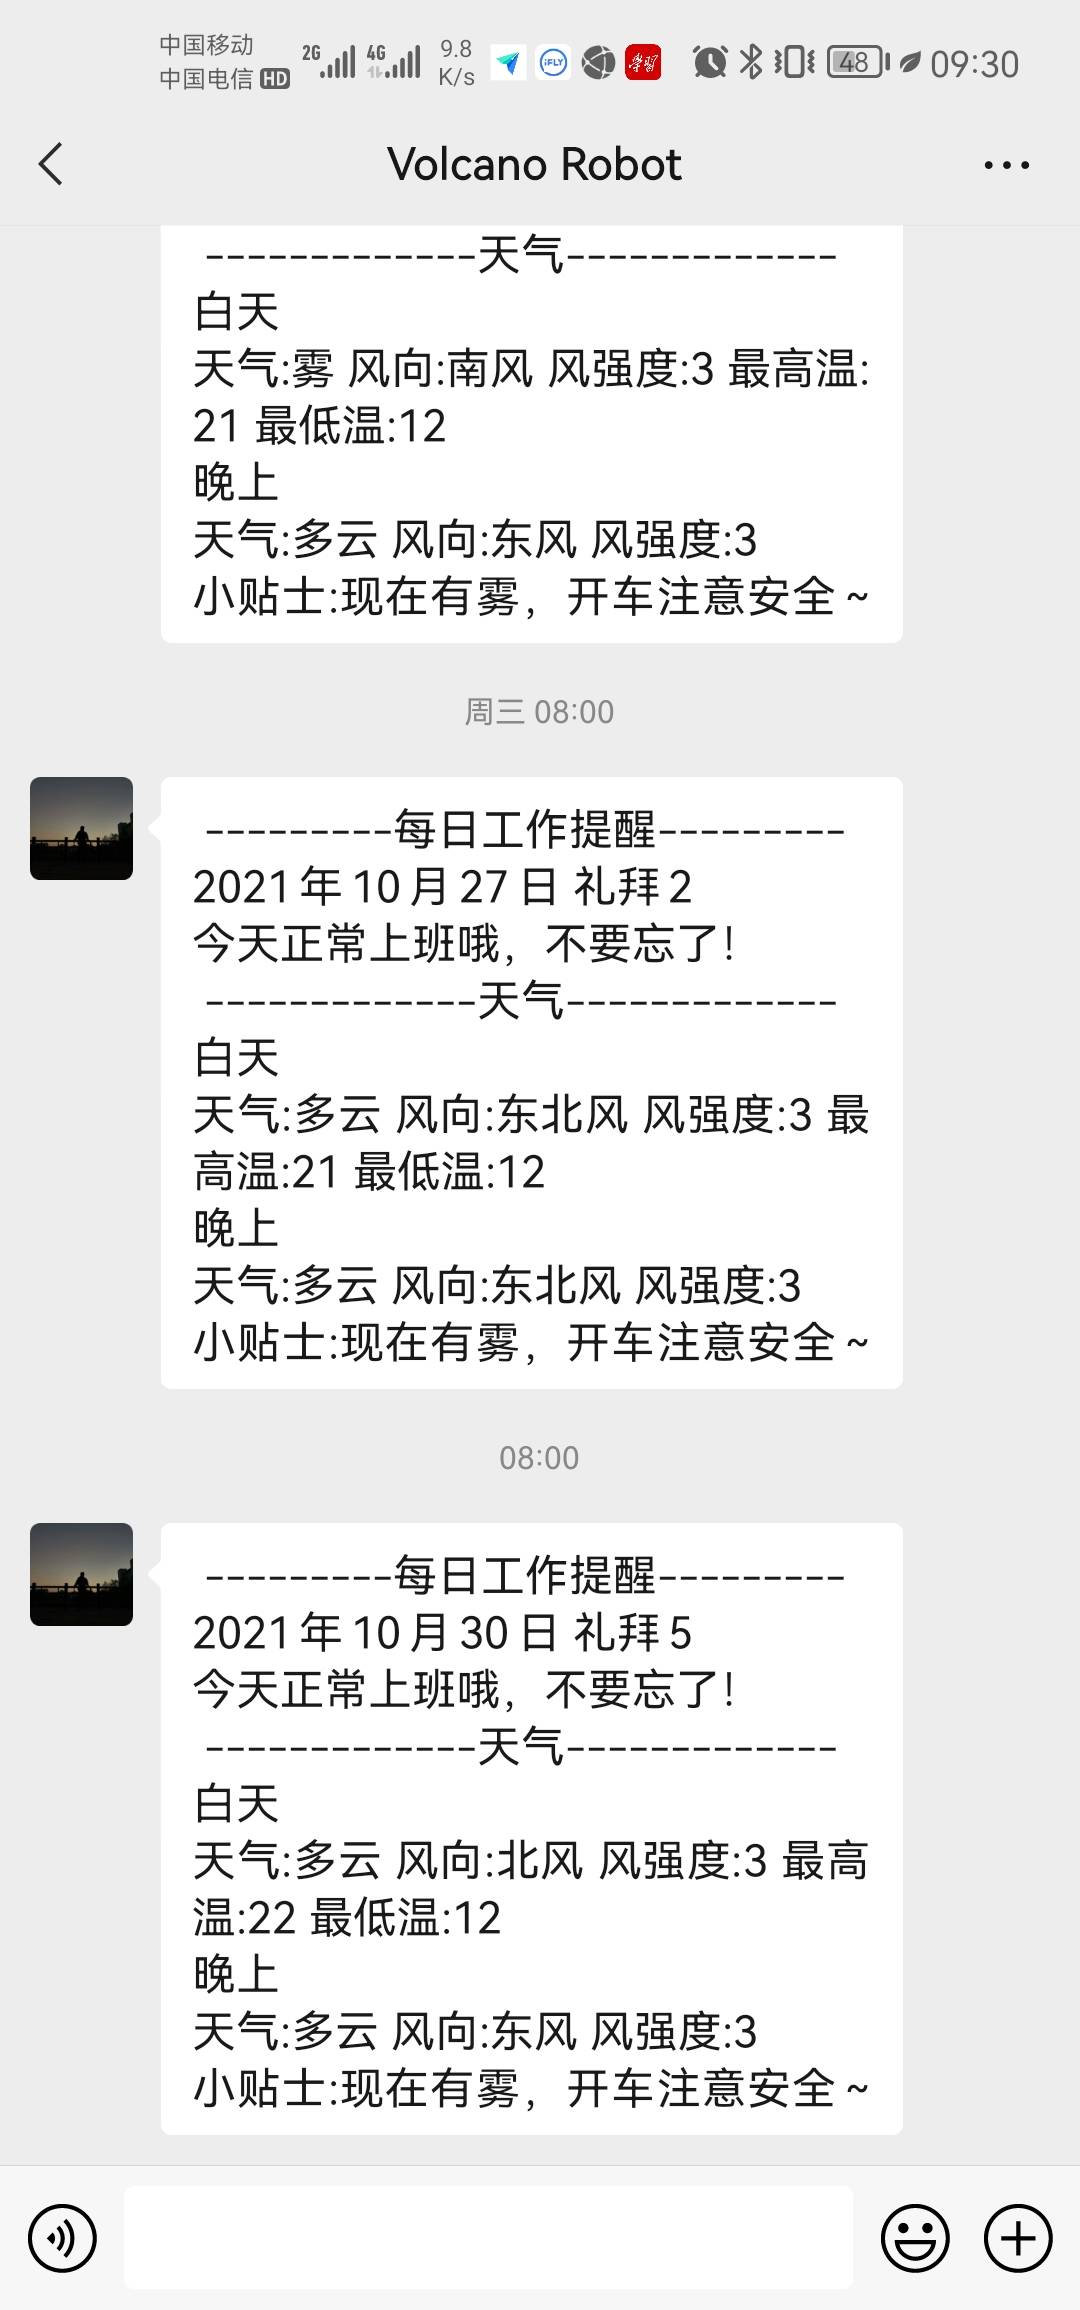 中国移动
中国电信 HD
2G
4G
9.8
K/s
iFLY
学习
48
09:30
Volcano Robot
-------------天气-------------
白天
天气:雾 风向:南风 风强度:3 最高温:
21 最低温:12
晚上
天气:多云 风向:东风 风强度:3
小贴士:现在有雾，开车注意安全~
周三 08:00
---------每日工作提醒---------
2021年10月27日 礼拜2
今天正常上班哦，不要忘了!
-------------天气-------------
白天
天气:多云 风向:东北风 风强度:3 最
高温:21 最低温:12
晚上
天气:多云 风向:东北风 风强度:3
小贴士:现在有雾，开车注意安全~
08:00
---------每日工作提醒---------
2021年10月30日 礼拜5
今天正常上班哦，不要忘了!
-------------天气-------------
白天
天气:多云 风向:北风 风强度:3 最高
温:22 最低温:12
晚上
天气:多云 风向:东风 风强度:3
小贴士:现在有雾，开车注意安全~